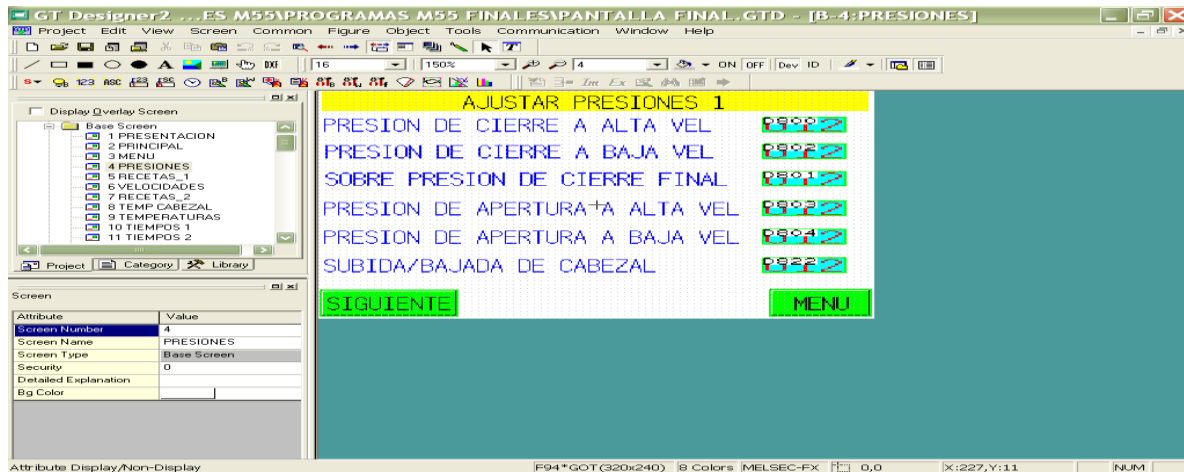 GT Designer2 ...ES M55\PROGRAMAS M55 FINALES\PANTALLA FINAL.GTD - [B-4:PRESIONES]
Project Edit View Screen Common Figure Object Tools Communication Window Help
A DXF 16 150% 4 ON OFF Dev ID
123 ASC Im Ex
Display Overlay Screen
Base Screen
1 PRESENTACION
2 PRINCIPAL
3 MENU
4 PRESIONES
5 RECETAS_1
6 VELOCIDADES
7 RECETAS_2
8 TEMP CABEZAL
9 TEMPERATURAS
10 TIEMPOS 1
11 TIEMPOS 2
Project Category Library
Screen
Attribute Value
Screen Number 4
Screen Name PRESIONES
Screen Type Base Screen
Security 0
Detailed Explanation
Bg Color
AJUSTAR PRESIONES 1
PRESION DE CIERRE A ALTA VEL
PRESION DE CIERRE A BAJA VEL
SOBRE PRESION DE CIERRE FINAL
PRESION DE APERTURA A ALTA VEL
PRESION DE APERTURA A BAJA VEL
SUBIDA/BAJADA DE CABEZAL
SIGUIENTE MENU
Attribute Display/Non-Display F94*GOT(320x240) 8 Colors MELSEC-FX 0,0 X:227,Y:11 NUM